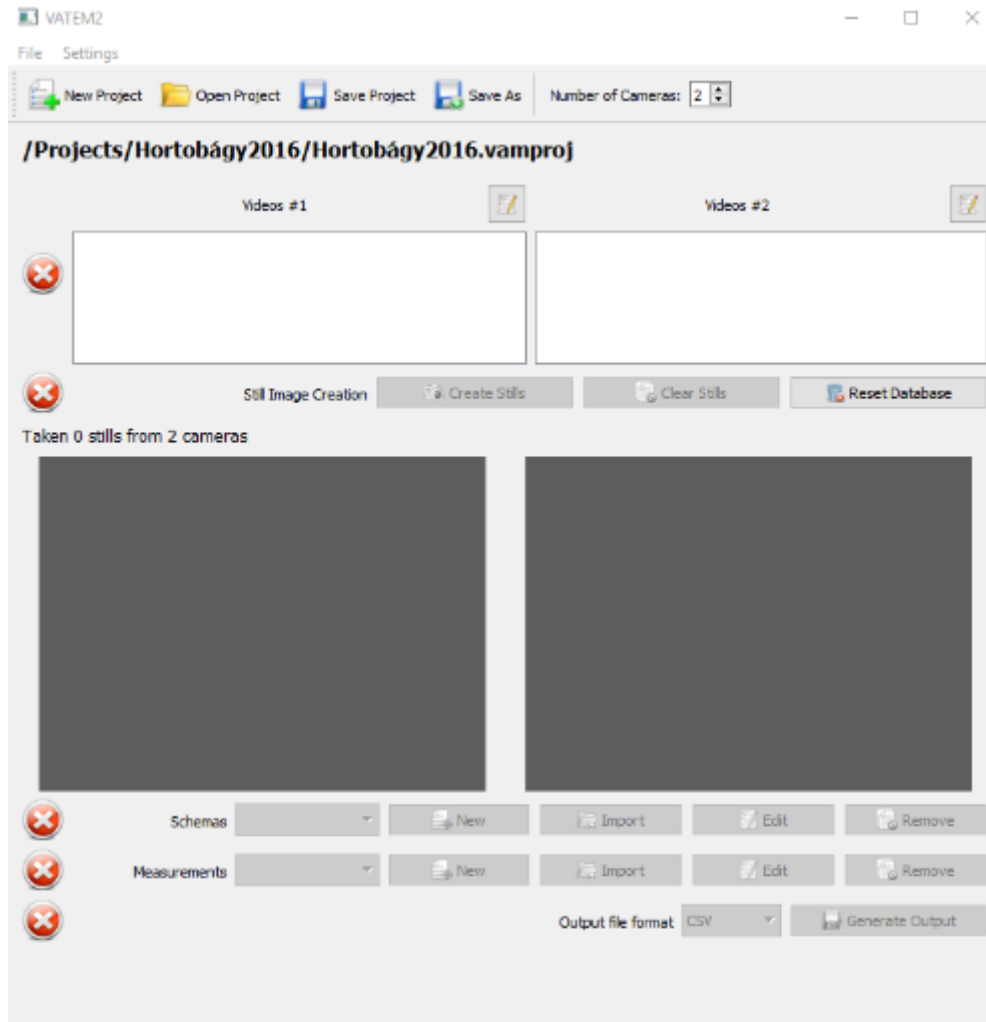 VATEM2
File Settings
New Project Open Project Save Project Save As Number of Cameras: 2
/Projects/Hortobágy2016/Hortobágy2016.vamproj
Videos #1 Videos #2
Still Image Creation Create Stills Clear Stills Reset Database
Taken 0 stills from 2 cameras
Schemas New Import Edit Remove
Measurements New Import Edit Remove
Output file format CSV Generate Output